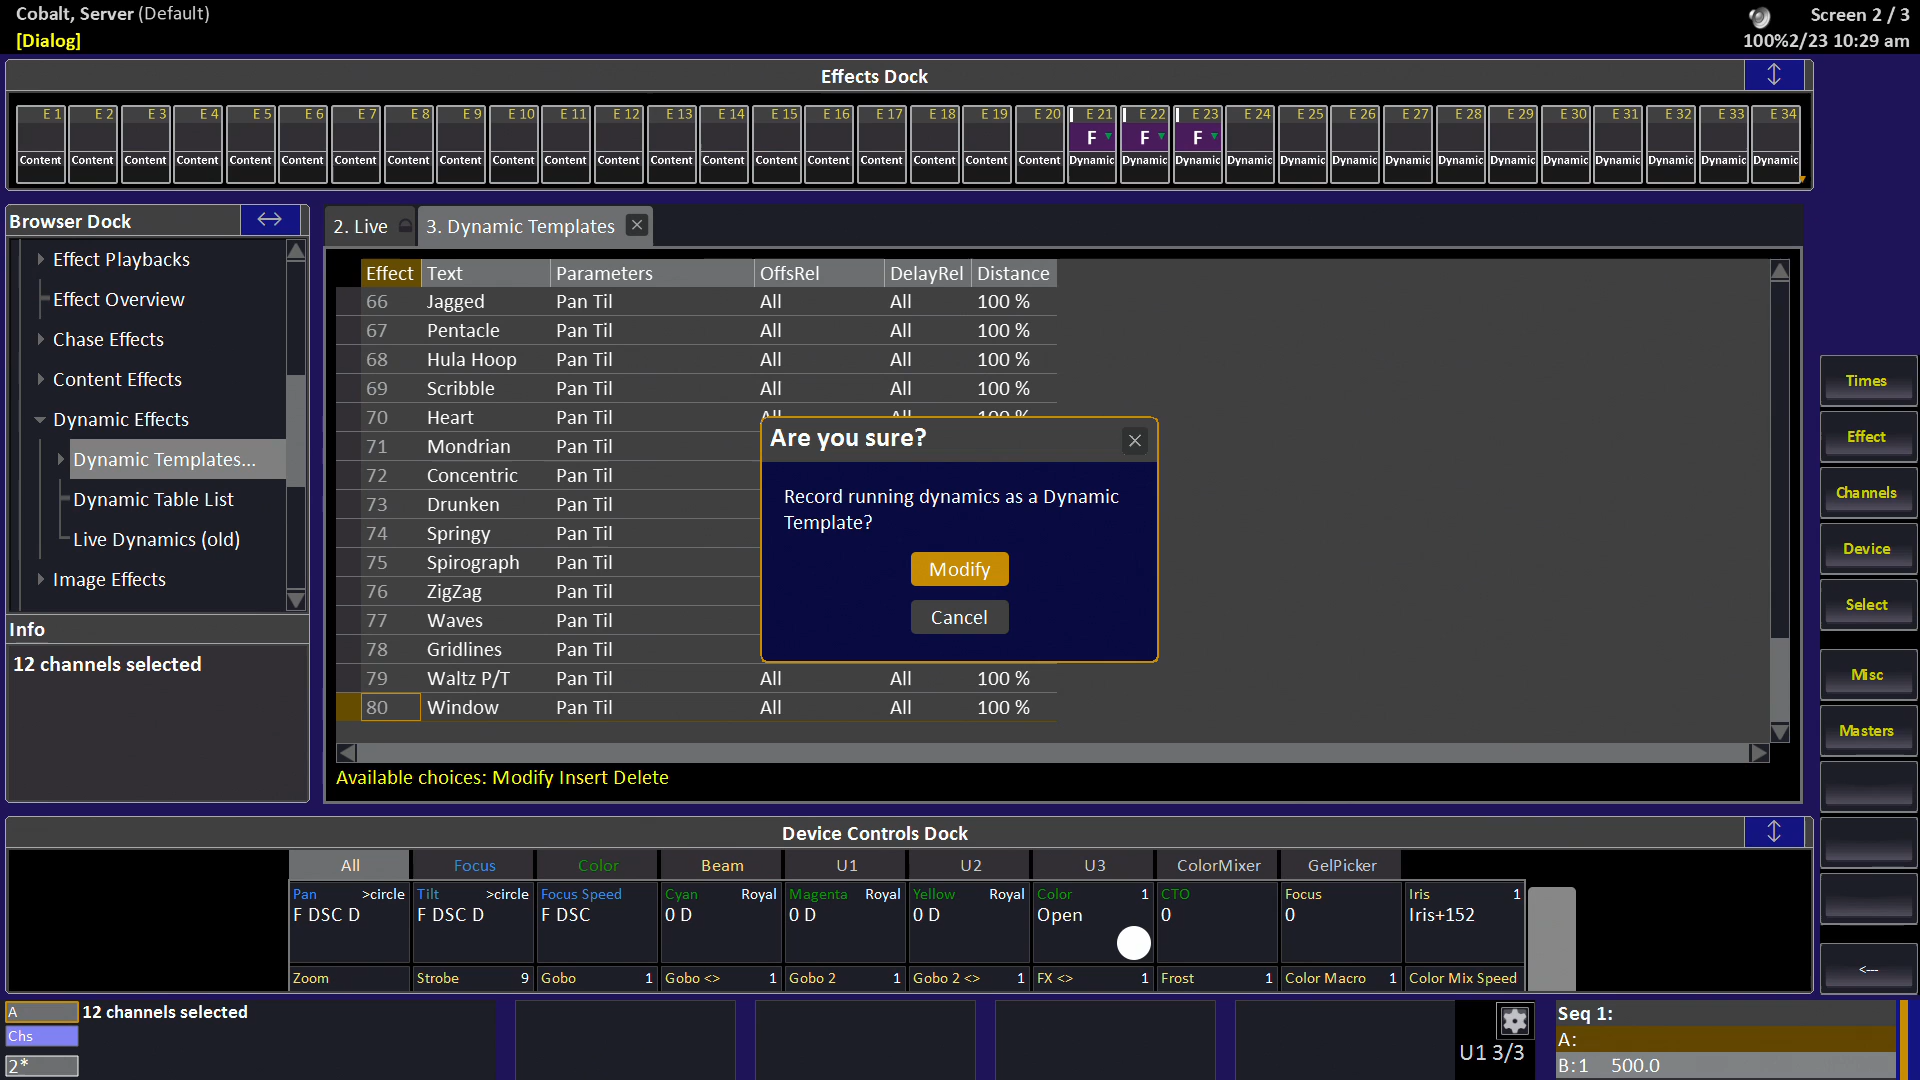 Cobalt, Server (Default)
[Dialog]
Screen 2 / 3
100%2/23 10:29 am
Effects Dock
E 1 E 2 E 3 E 4 E 5 E 6 E 7 E 8 E 9 E 10 E 11 E 12 E 13 E 14 E 15 E 16 E 17 E 18 E 19 E 20 E 21 E 22 E 23 E 24 E 25 E 26 E 27 E 28 E 29 E 30 E 31 E 32 E 33 E 34
F F F
Content Content Content Content Content Content Content Content Content Content Content Content Content Content Content Content Content Content Content Content Dynamic Dynamic Dynamic Dynamic Dynamic Dynamic Dynamic Dynamic Dynamic Dynamic Dynamic Dynamic Dynamic Dynamic
Browser Dock
Effect Playbacks
Effect Overview
Chase Effects
Content Effects
Dynamic Effects
Dynamic Templates...
Dynamic Table List
Live Dynamics (old)
Image Effects
Info
12 channels selected
2. Live
3. Dynamic Templates
Effect Text Parameters OffsRel DelayRel Distance
66 Jagged Pan Til All All 100 %
67 Pentacle Pan Til All All 100 %
68 Hula Hoop Pan Til All All 100 %
69 Scribble Pan Til All All 100 %
70 Heart Pan Til All All 100 %
71 Mondrian Pan Til
72 Concentric Pan Til
73 Drunken Pan Til
74 Springy Pan Til
75 Spirograph Pan Til
76 ZigZag Pan Til
77 Waves Pan Til
78 Gridlines Pan Til
79 Waltz P/T Pan Til All All 100 %
80 Window Pan Til All All 100 %
Available choices: Modify Insert Delete
Are you sure?
Record running dynamics as a Dynamic
Template?
Modify
Cancel
Times
Effect
Channels
Device
Select
Misc
Masters
<---
Device Controls Dock
All Focus Color Beam U1 U2 U3 ColorMixer GelPicker
Pan >circle Tilt >circle Focus Speed Cyan Royal Magenta Royal Yellow Royal Color 1 CTO Focus Iris 1
F DSC D F DSC D F DSC 0 D 0 D 0 D Open 0 0 Iris+152
Zoom Strobe 9 Gobo 1 Gobo <> 1 Gobo 2 1 Gobo 2 <> 1 FX <> 1 Frost 1 Color Macro 1 Color Mix Speed
A 12 channels selected
Chs
2*
U1 3/3
Seq 1:
A:
B:1 500.0